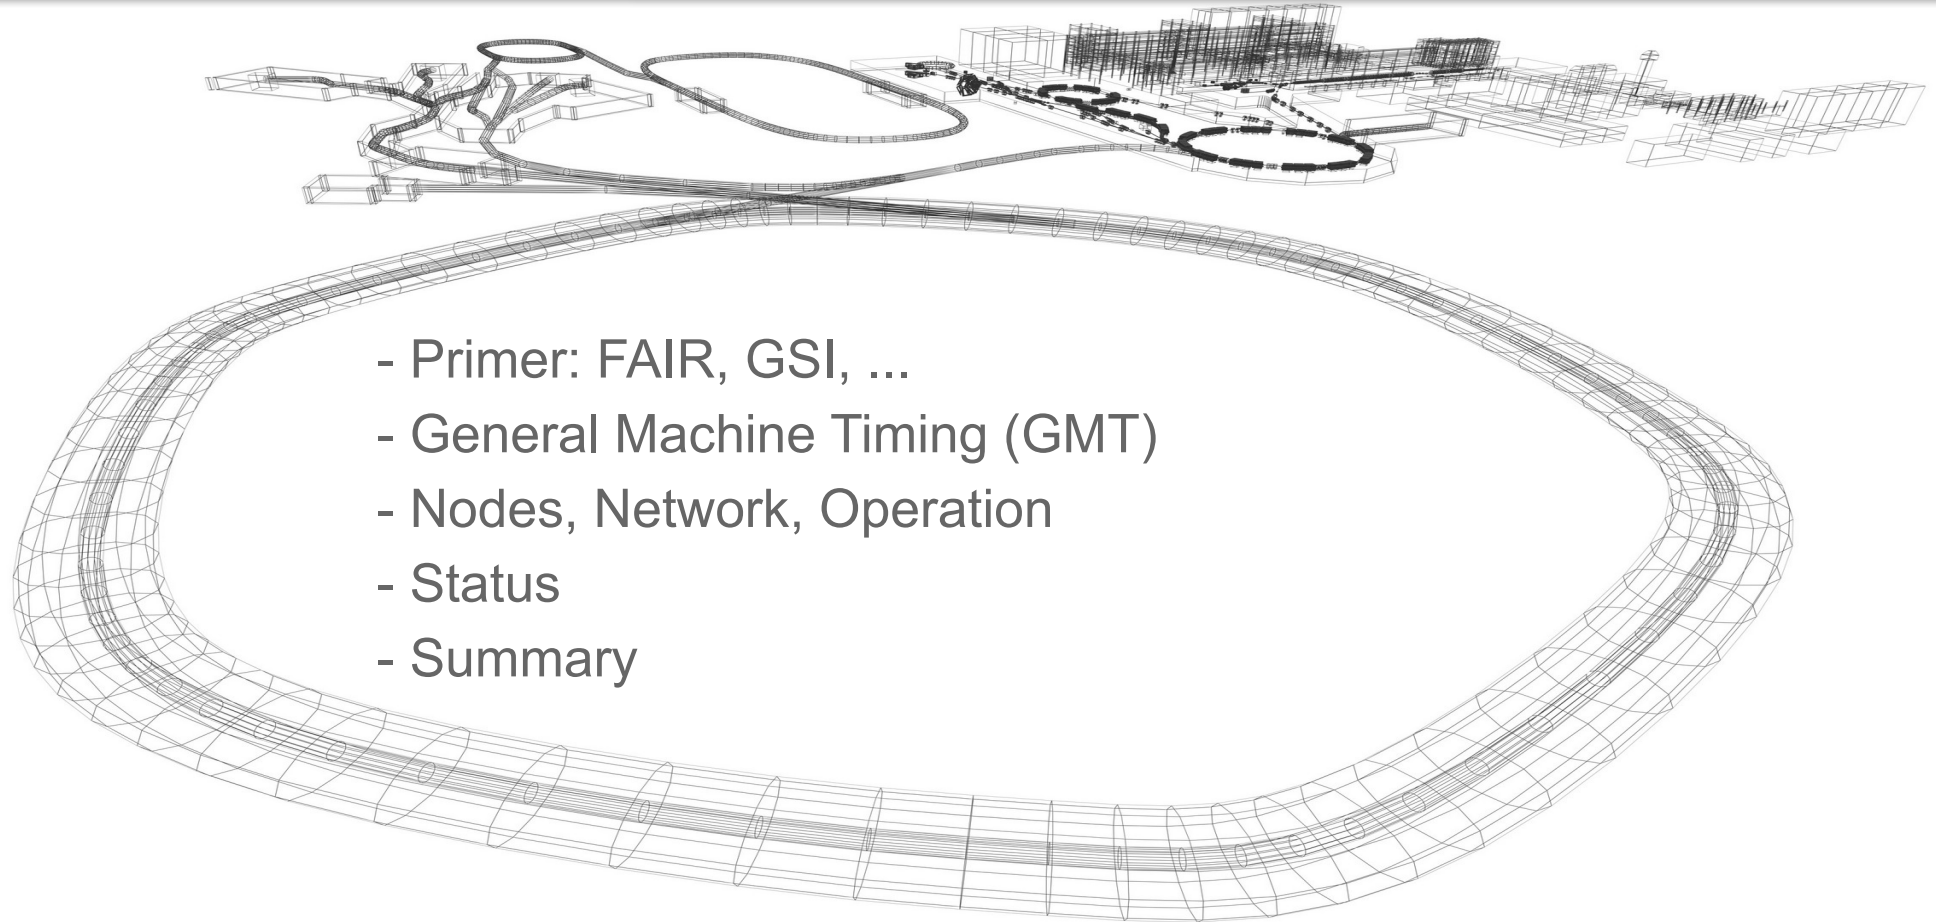 - Primer: FAIR, GSI, ...
- General Machine Timing (GMT)
- Nodes, Network, Operation
- Status
- Summary